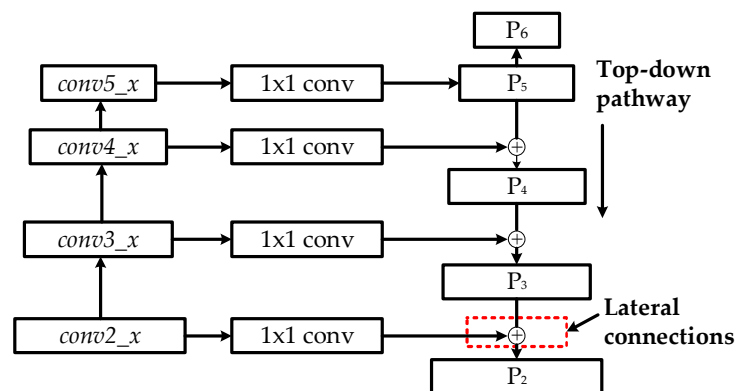 P6
conv5_x
1x1 conv
P5
Top-down
pathway
conv4_x
1x1 conv
P4
conv3_x
1x1 conv
P3
Lateral
connections
conv2_x
1x1 conv
P2